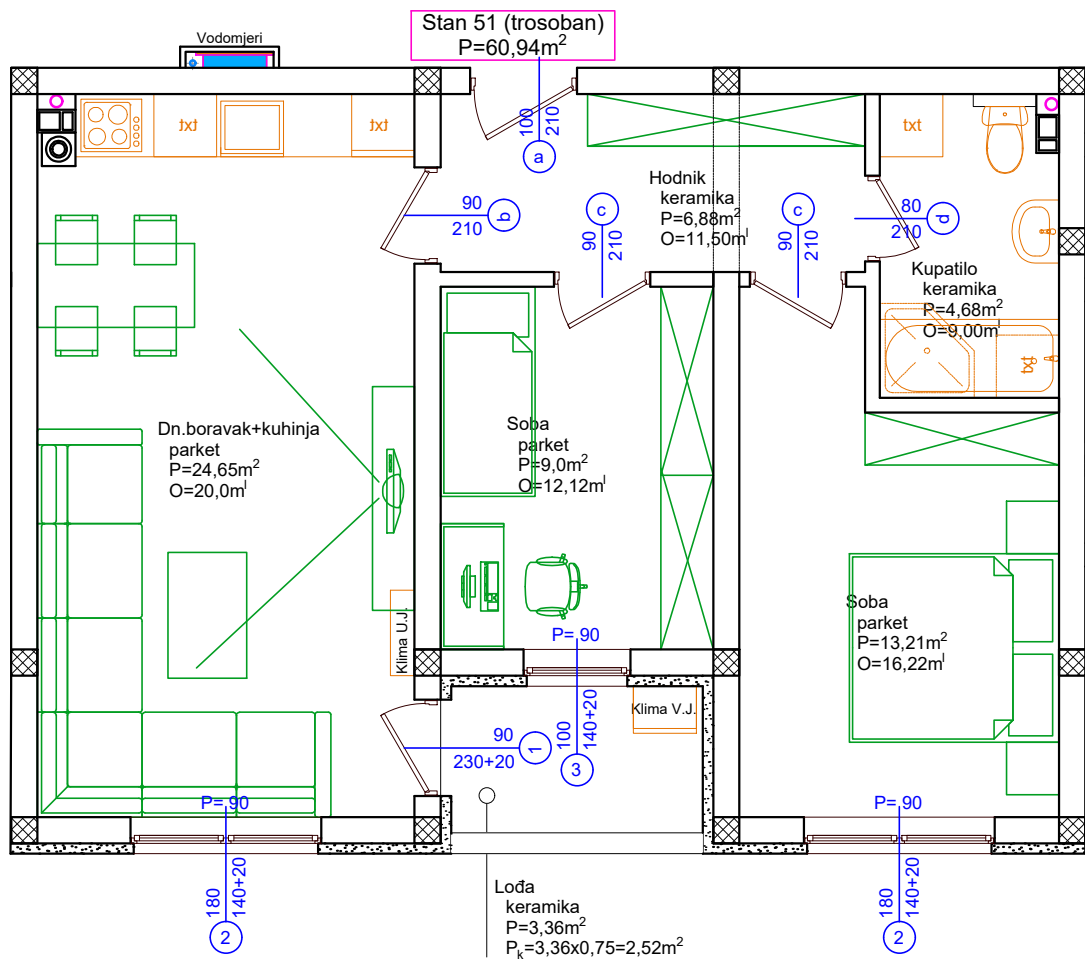 Stan 51 (trosoban)
P=60,94m²
Vodomjeri
txt
txt
txt
100
210
a
90
210
b
c
90
210
Hodnik
keramika
P=6,88m²
O=11,50mˡ
c
90
210
80
210
d
Kupatilo
keramika
P=4,68m²
O=9,00mˡ
txt
Dn.boravak+kuhinja
parket
P=24,65m²
O=20,0mˡ
Soba
parket
P=9,0m²
O=12,12mˡ
Soba
parket
P=13,21m²
O=16,22mˡ
Klima U.J.
P= 90
Klima V.J.
90
230+20
1
100
140+20
3
P= 90
180
140+20
2
P= 90
180
140+20
2
Lođa
keramika
P=3,36m²
Pₖ=3,36x0,75=2,52m²